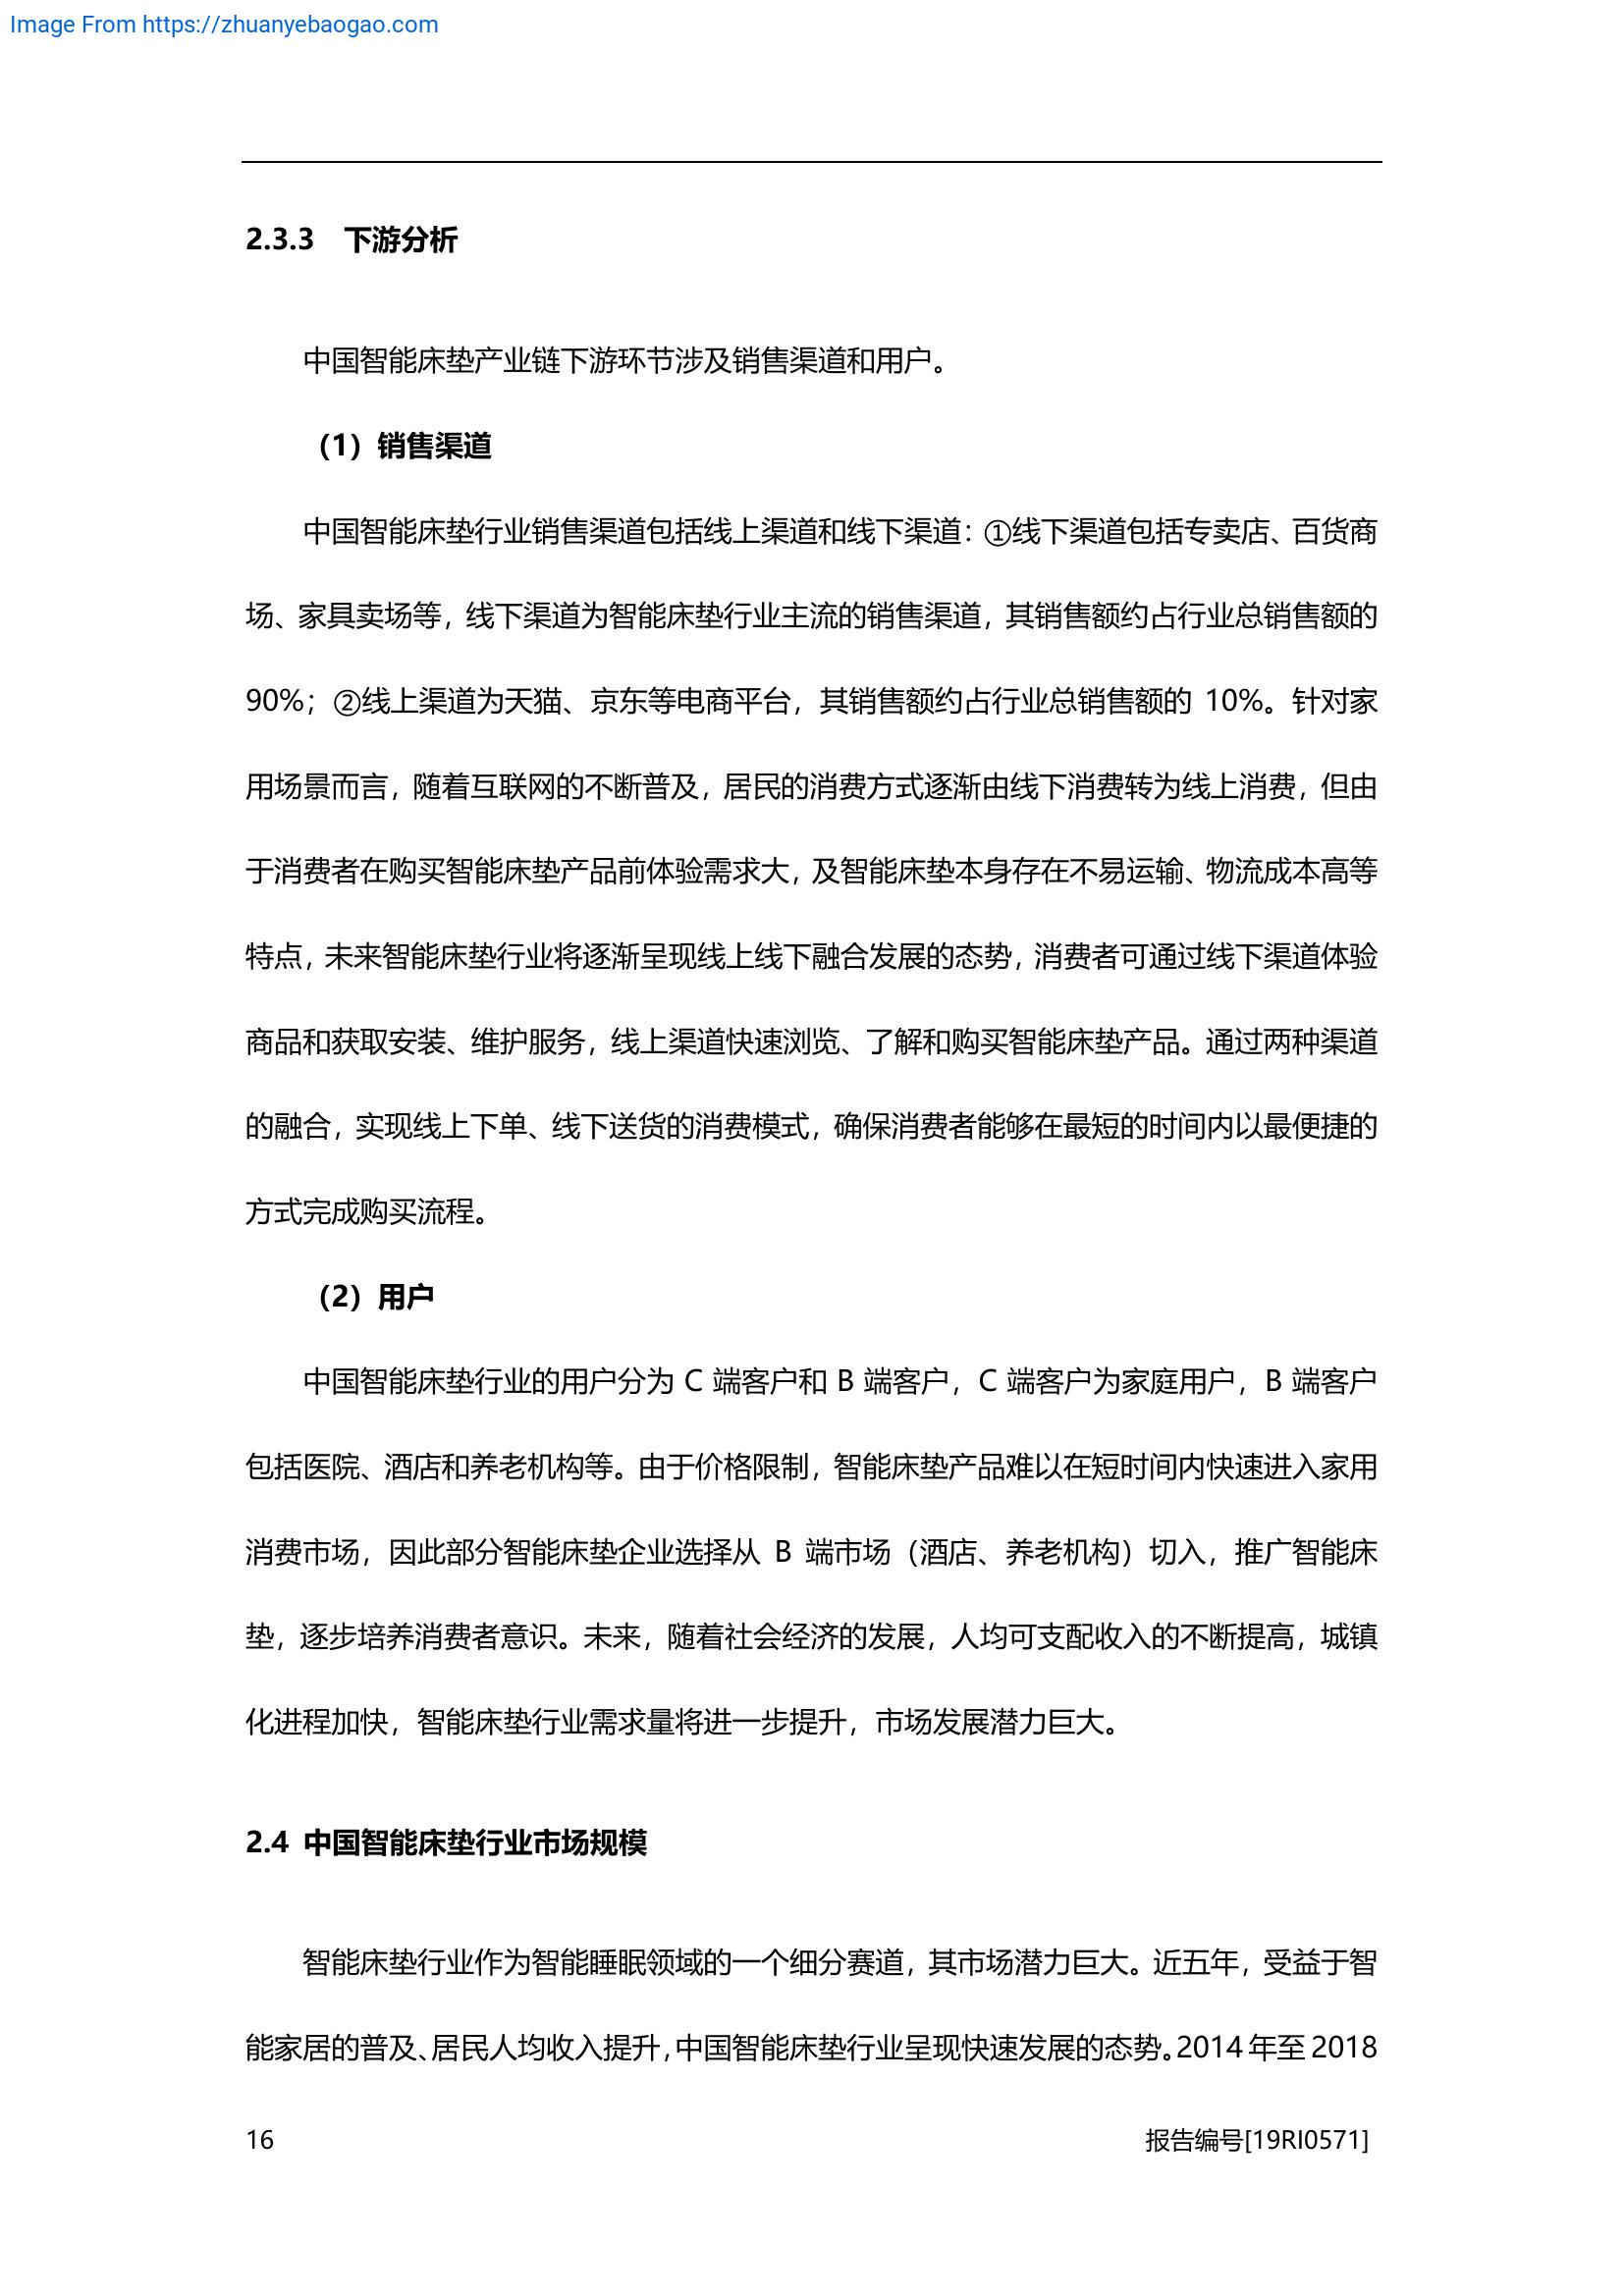 Image From https://zhuanyebaogao.com
2.3.3 下游分析
中国智能床垫产业链下游环节涉及销售渠道和用户。
（1）销售渠道
中国智能床垫行业销售渠道包括线上渠道和线下渠道：①线下渠道包括专卖店、百货商
场、家具卖场等，线下渠道为智能床垫行业主流的销售渠道，其销售额约占行业总销售额的
90%；②线上渠道为天猫、京东等电商平台，其销售额约占行业总销售额的 10%。针对家
用场景而言，随着互联网的不断普及，居民的消费方式逐渐由线下消费转为线上消费，但由
于消费者在购买智能床垫产品前体验需求大，及智能床垫本身存在不易运输、物流成本高等
特点，未来智能床垫行业将逐渐呈现线上线下融合发展的态势，消费者可通过线下渠道体验
商品和获取安装、维护服务，线上渠道快速浏览、了解和购买智能床垫产品。通过两种渠道
的融合，实现线上下单、线下送货的消费模式，确保消费者能够在最短的时间内以最便捷的
方式完成购买流程。
（2）用户
中国智能床垫行业的用户分为 C 端客户和 B 端客户，C 端客户为家庭用户，B 端客户
包括医院、酒店和养老机构等。由于价格限制，智能床垫产品难以在短时间内快速进入家用
消费市场，因此部分智能床垫企业选择从 B 端市场（酒店、养老机构）切入，推广智能床
垫，逐步培养消费者意识。未来，随着社会经济的发展，人均可支配收入的不断提高，城镇
化进程加快，智能床垫行业需求量将进一步提升，市场发展潜力巨大。
2.4 中国智能床垫行业市场规模
智能床垫行业作为智能睡眠领域的一个细分赛道，其市场潜力巨大。近五年，受益于智
能家居的普及、居民人均收入提升，中国智能床垫行业呈现快速发展的态势。2014 年至 2018
16 报告编号[19RI0571]